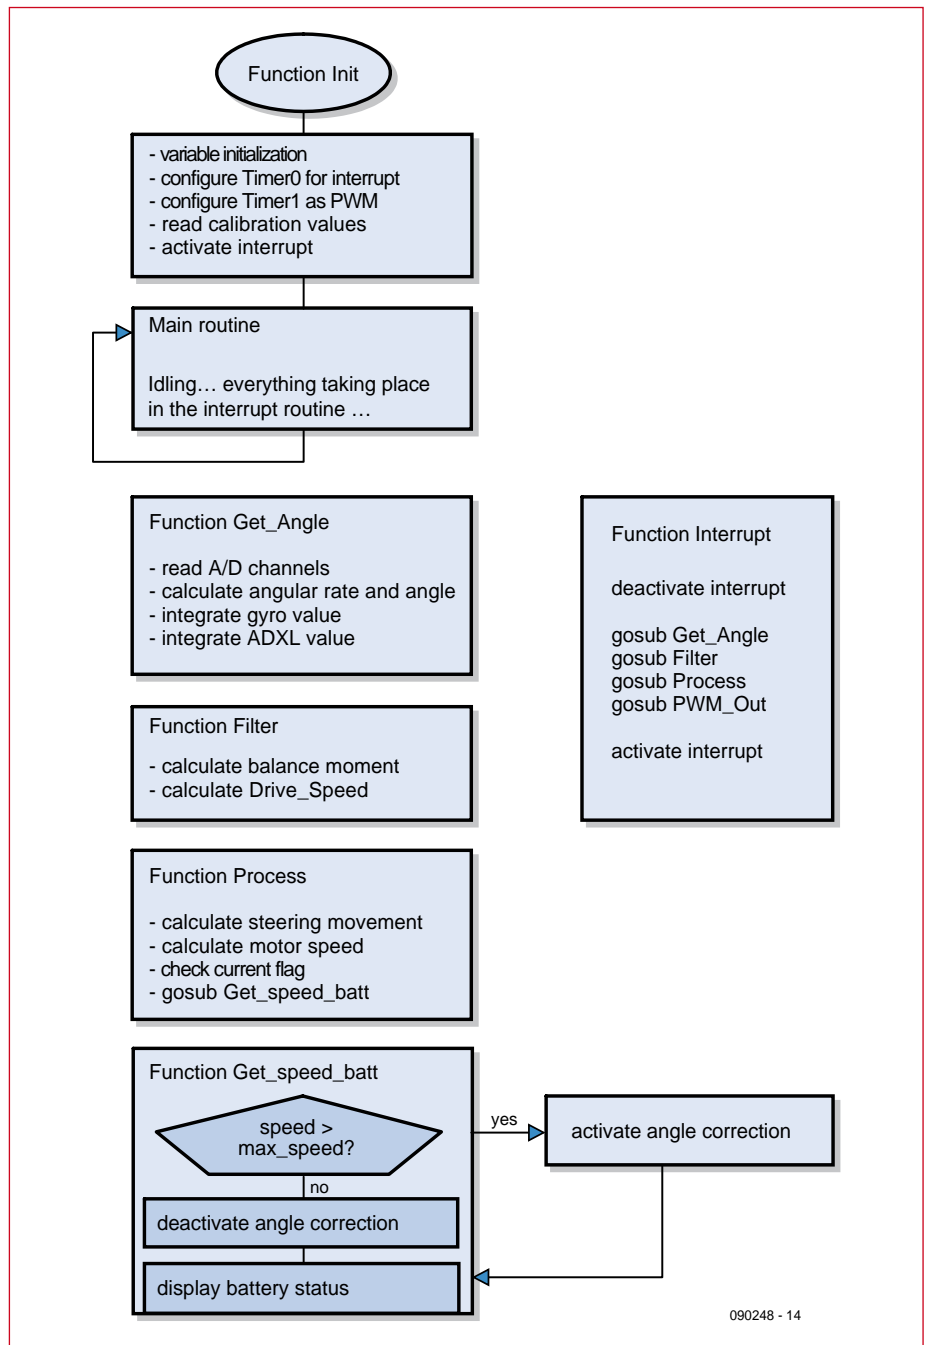 Function Init
- variable initialization
- configure Timer0 for interrupt
- configure Timer1 as PWM
- read calibration values
- activate interrupt
Main routine
Idling… everything taking place
in the interrupt routine …
Function Get_Angle
- read A/D channels
- calculate angular rate and angle
- integrate gyro value
- integrate ADXL value
Function Interrupt
deactivate interrupt
gosub Get_Angle
gosub Filter
gosub Process
gosub PWM_Out
activate interrupt
Function Filter
- calculate balance moment
- calculate Drive_Speed
Function Process
- calculate steering movement
- calculate motor speed
- check current flag
- gosub Get_speed_batt
Function Get_speed_batt
speed >
max_speed?
yes
activate angle correction
no
deactivate angle correction
display battery status
090248 - 14